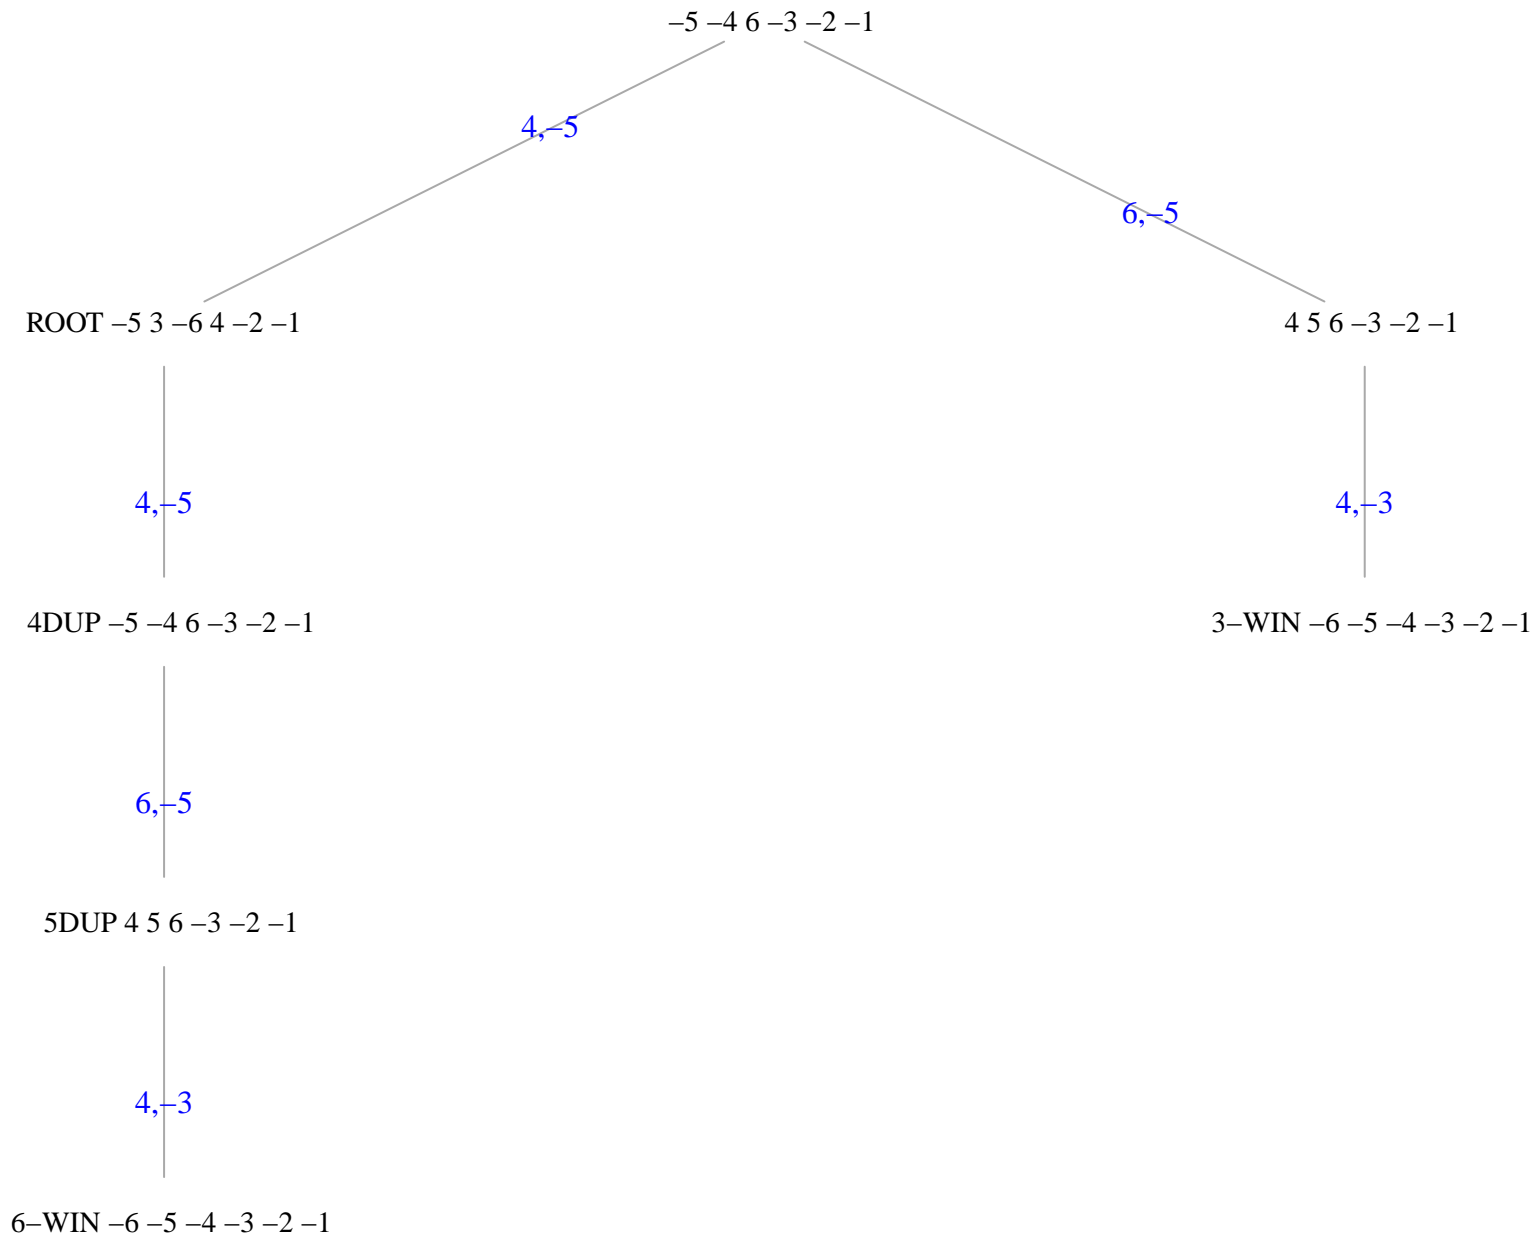 –5 –4 6 –3 –2 –1
4,–5
6,–5
ROOT –5 3 –6 4 –2 –1
4 5 6 –3 –2 –1
4,–5
4,–3
4DUP –5 –4 6 –3 –2 –1
3–WIN –6 –5 –4 –3 –2 –1
6,–5
5DUP 4 5 6 –3 –2 –1
4,–3
6–WIN –6 –5 –4 –3 –2 –1